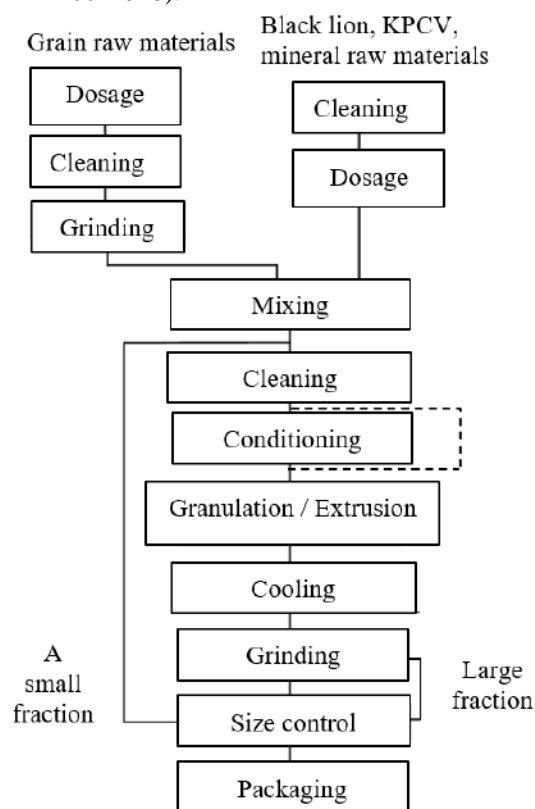 Grain raw materials
Black lion, KPCV,
mineral raw materials
Dosage
Cleaning
Grinding
Cleaning
Dosage
Mixing
Cleaning
Conditioning
Granulation / Extrusion
Cooling
Grinding
Size control
Packaging
A
small
fraction
Large
fraction